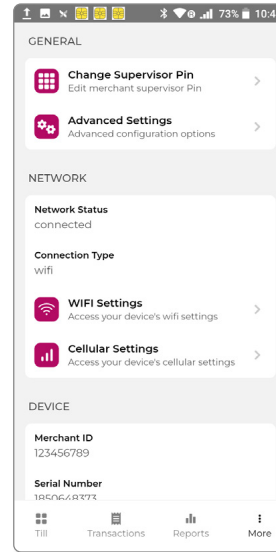 73% 10:4
GENERAL
Change Supervisor Pin
Edit merchant supervisor Pin
Advanced Settings
Advanced configuration options
NETWORK
Network Status
connected
Connection Type
wifi
WIFI Settings
Access your device's wifi settings
Cellular Settings
Access your device's cellular settings
DEVICE
Merchant ID
123456789
Serial Number
1850648373
Till Transactions Reports More